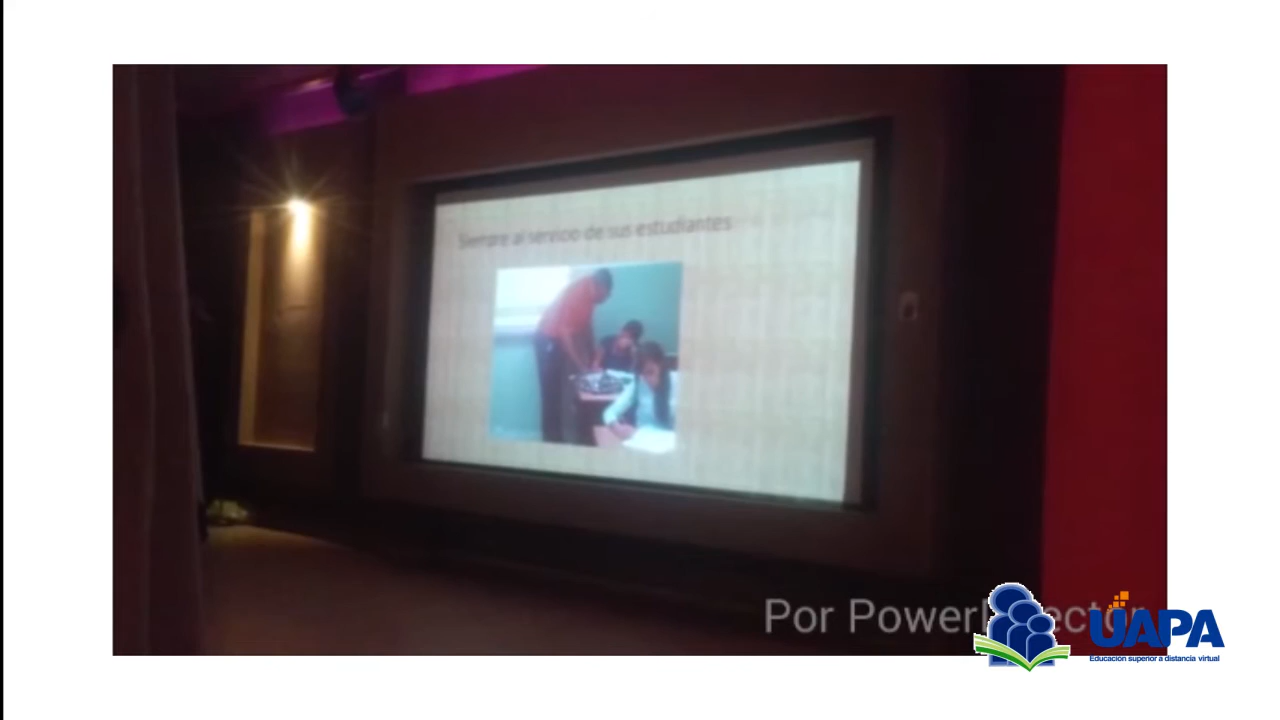 Siempre al servicio de sus estudiantes
Por PowerDirector
UAPA
Educación superior a distancia virtual